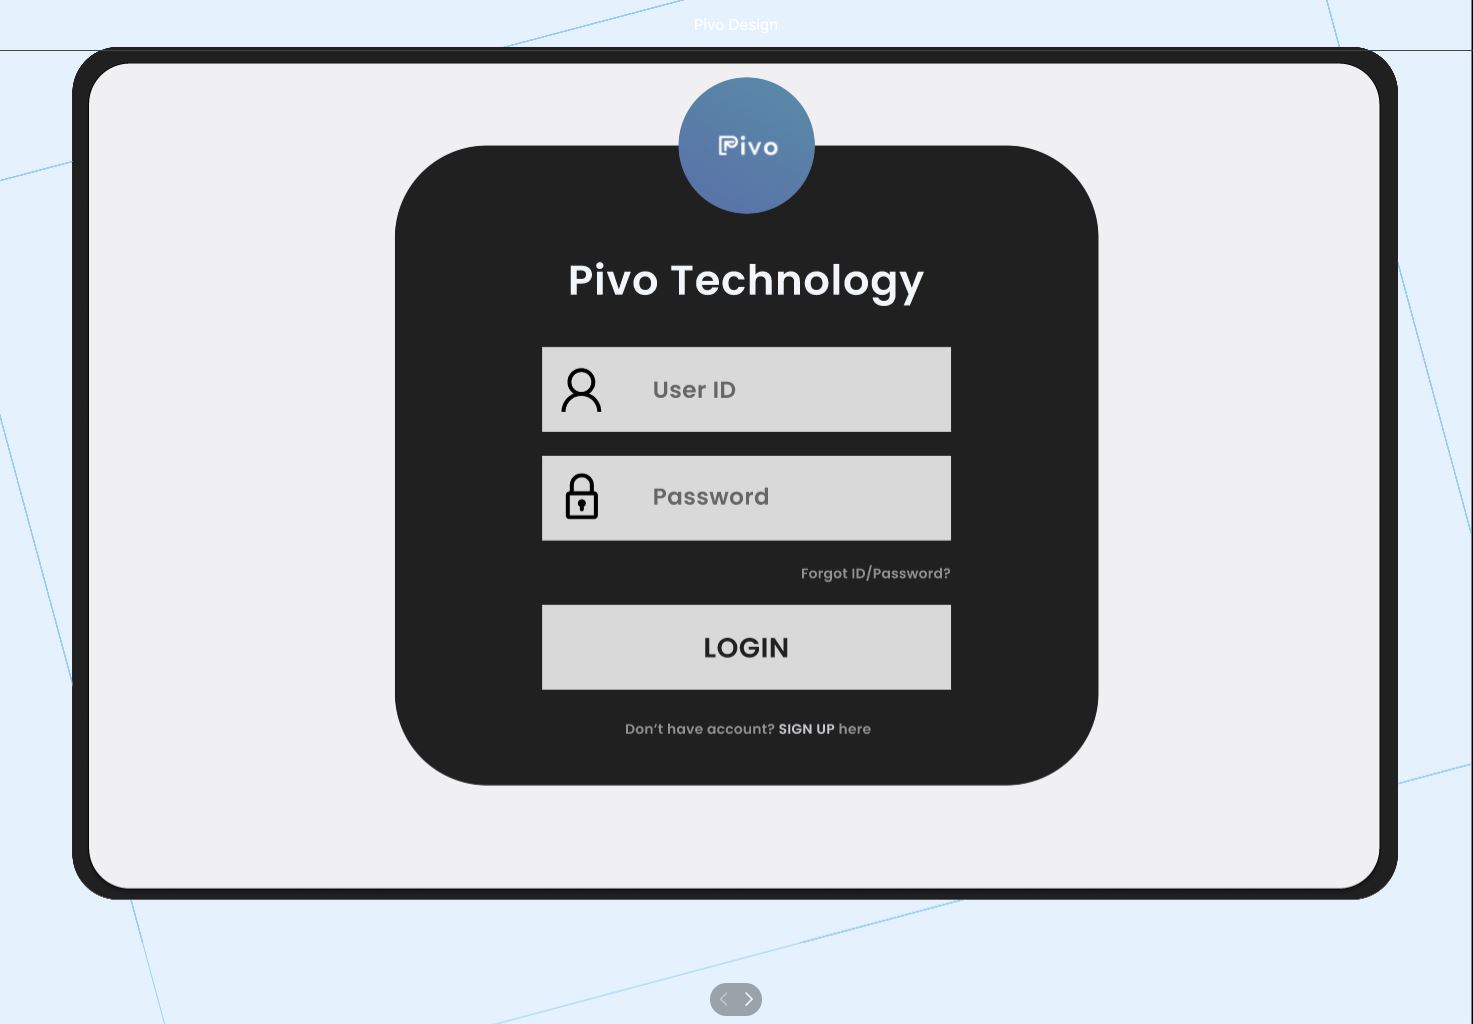 Pivo Design
Pivo
Pivo Technology
User ID
Password
Forgot ID/Password?
LOGIN
Don’t have account? SIGN UP here